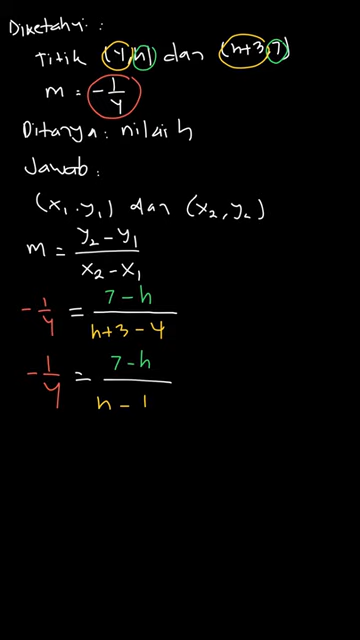 Diketahui:
Titik (4,h) dan (h+3,7)
m = -1/4
Ditanya: nilai h
Jawab:
(x₁,y₁) dan (x₂,y₂)
m = y₂ - y₁ / x₂ - x₁
-1/4 = 7 - h / h + 3 - 4
-1/4 = 7 - h / h - 1